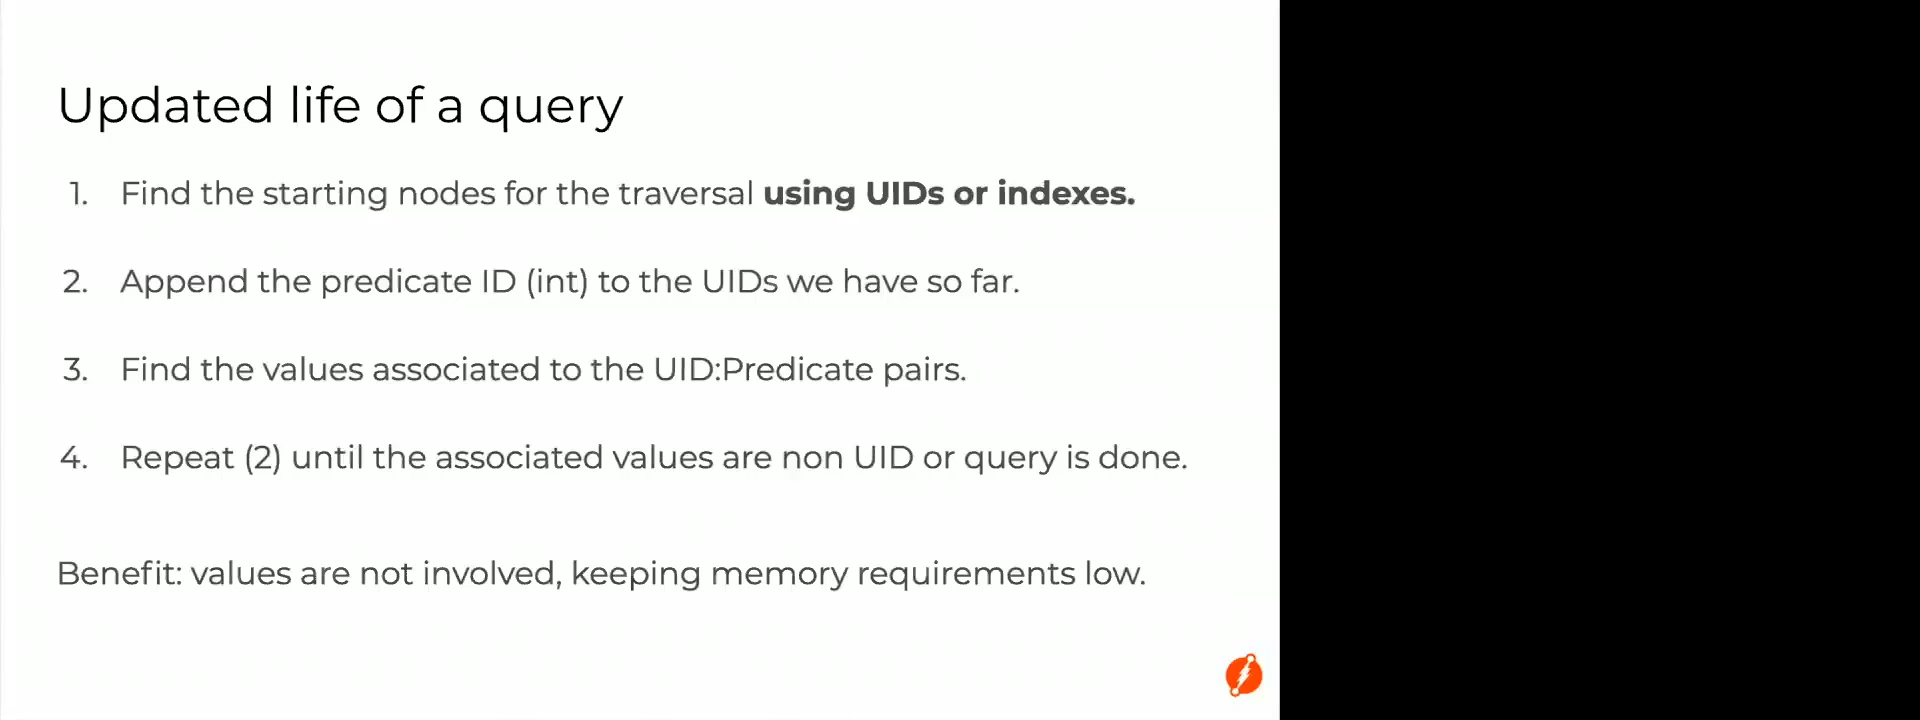 Updated life of a query
1. Find the starting nodes for the traversal using UIDs or indexes.
2. Append the predicate ID (int) to the UIDs we have so far.
3. Find the values associated to the UID:Predicate pairs.
4. Repeat (2) until the associated values are non UID or query is done.
Benefit: values are not involved, keeping memory requirements low.